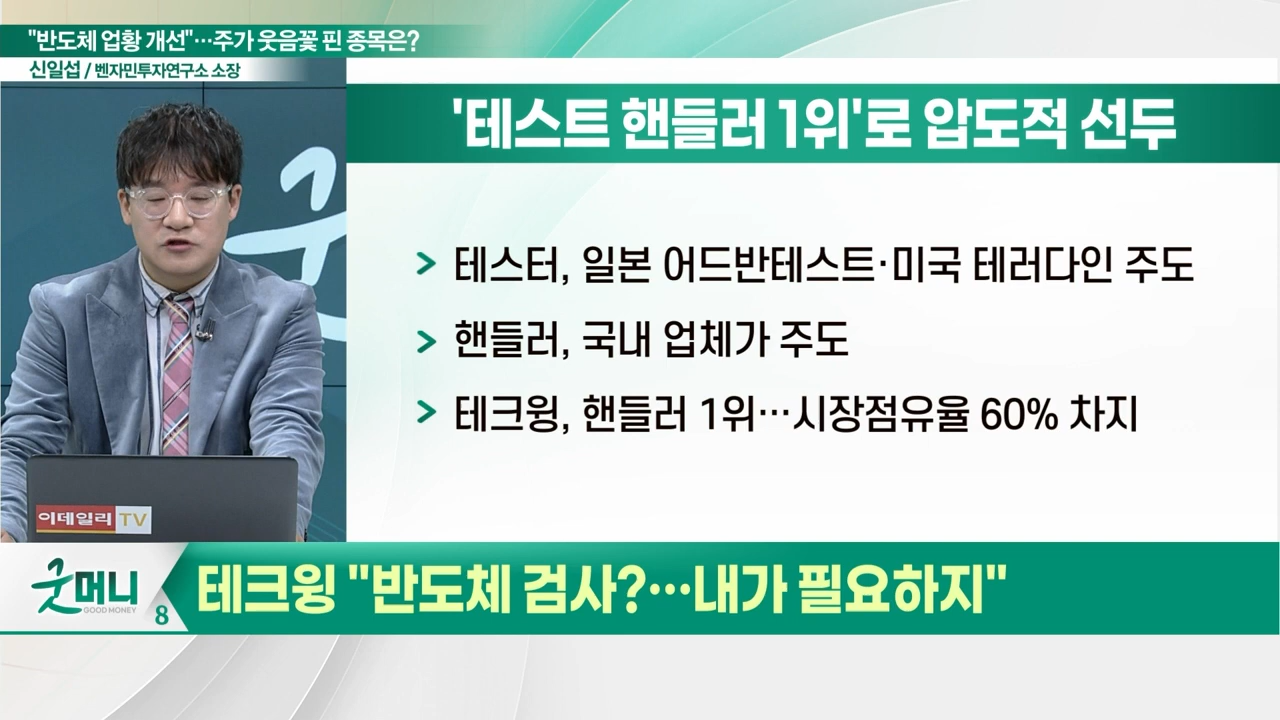 "반도체 업황 개선"…주가 웃음꽃 핀 종목은?
신일섭 / 벤자민투자연구소 소장
'테스트 핸들러 1위'로 압도적 선두
> 테스터, 일본 어드반테스트·미국 테러다인 주도
> 핸들러, 국내 업체가 주도
> 테크윙, 핸들러 1위…시장점유율 60% 차지
이데일리 TV
굿머니
GOOD MONEY
8
테크윙 "반도체 검사?…내가 필요하지"